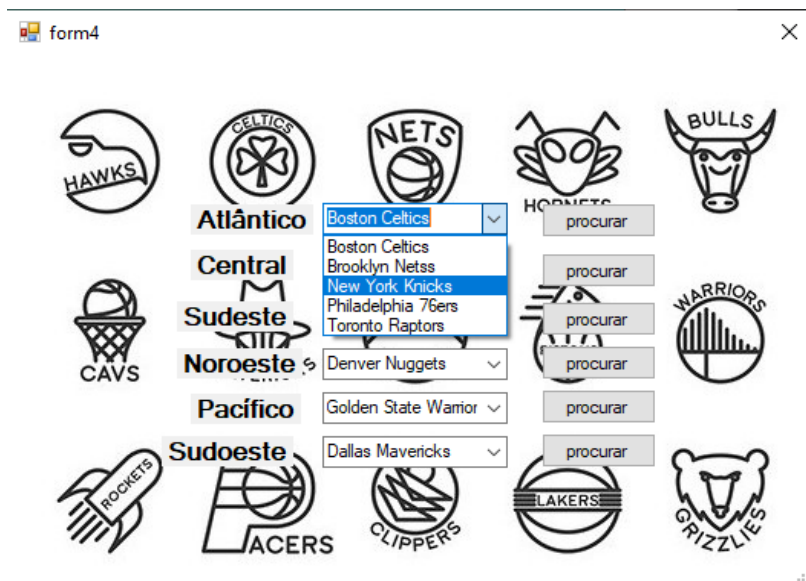 form4
HAWKS
CELTICS
NETS
HORNETS
BULLS
Atlântico Boston Celtics procurar
Boston Celtics
Brooklyn Netss
New York Knicks
Philadelphia 76ers
Toronto Raptors
Central procurar
Sudeste procurar
CAVS
WARRIORS
Noroeste Denver Nuggets procurar
Pacífico Golden State Warrior procurar
Sudoeste Dallas Mavericks procurar
ROCKETS
PACERS
CLIPPERS
LAKERS
GRIZZLIES